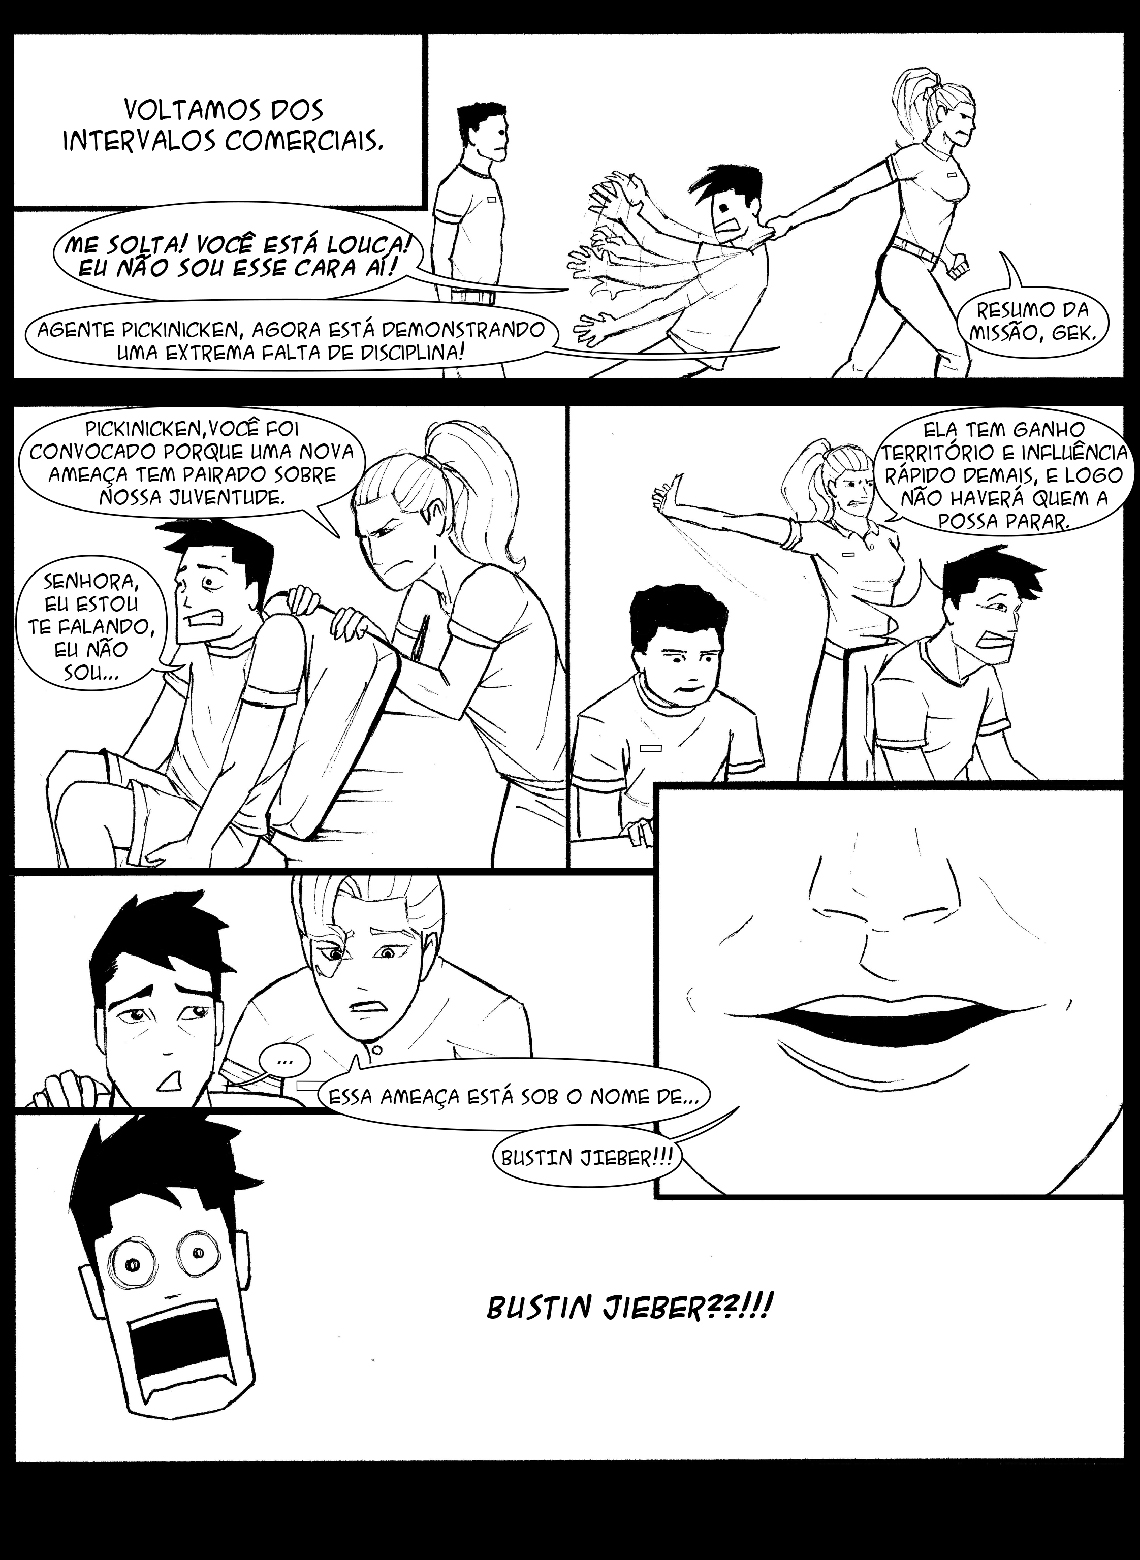 VOLTAMOS DOS
INTERVALOS COMERCIAIS.
ME SOLTA! VOCÊ ESTÁ LOUCA!
EU NÃO SOU ESSE CARA AÍ!
AGENTE PICKINICKEN, AGORA ESTÁ DEMONSTRANDO
UMA EXTREMA FALTA DE DISCIPLINA!
RESUMO DA
MISSÃO, GEK.
PICKINICKEN,VOCÊ FOI
CONVOCADO PORQUE UMA NOVA
AMEAÇA TEM PAIRADO SOBRE
NOSSA JUVENTUDE.
SENHORA,
EU ESTOU
TE FALANDO,
EU NÃO
SOU...
ELA TEM GANHO
TERRITÓRIO E INFLUÊNCIA
RÁPIDO DEMAIS, E LOGO
NÃO HAVERÁ QUEM A
POSSA PARAR.
...
ESSA AMEAÇA ESTÁ SOB O NOME DE...
BUSTIN JIEBER!!!
BUSTIN JIEBER??!!!